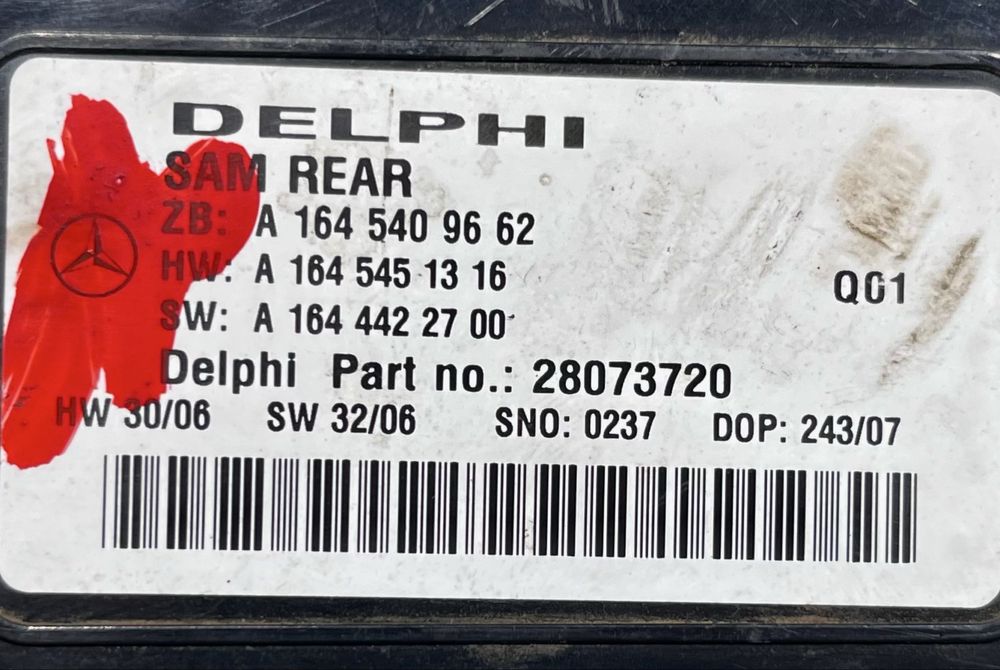 DELPHI
SAM REAR
ZB: A 164 540 96 62
HW: A 164 545 13 16
Q01
SW: A 164 442 27 00
Delphi Part no.: 28073720
HW 30/06 SW 32/06 SNO: 0237 DOP: 243/07